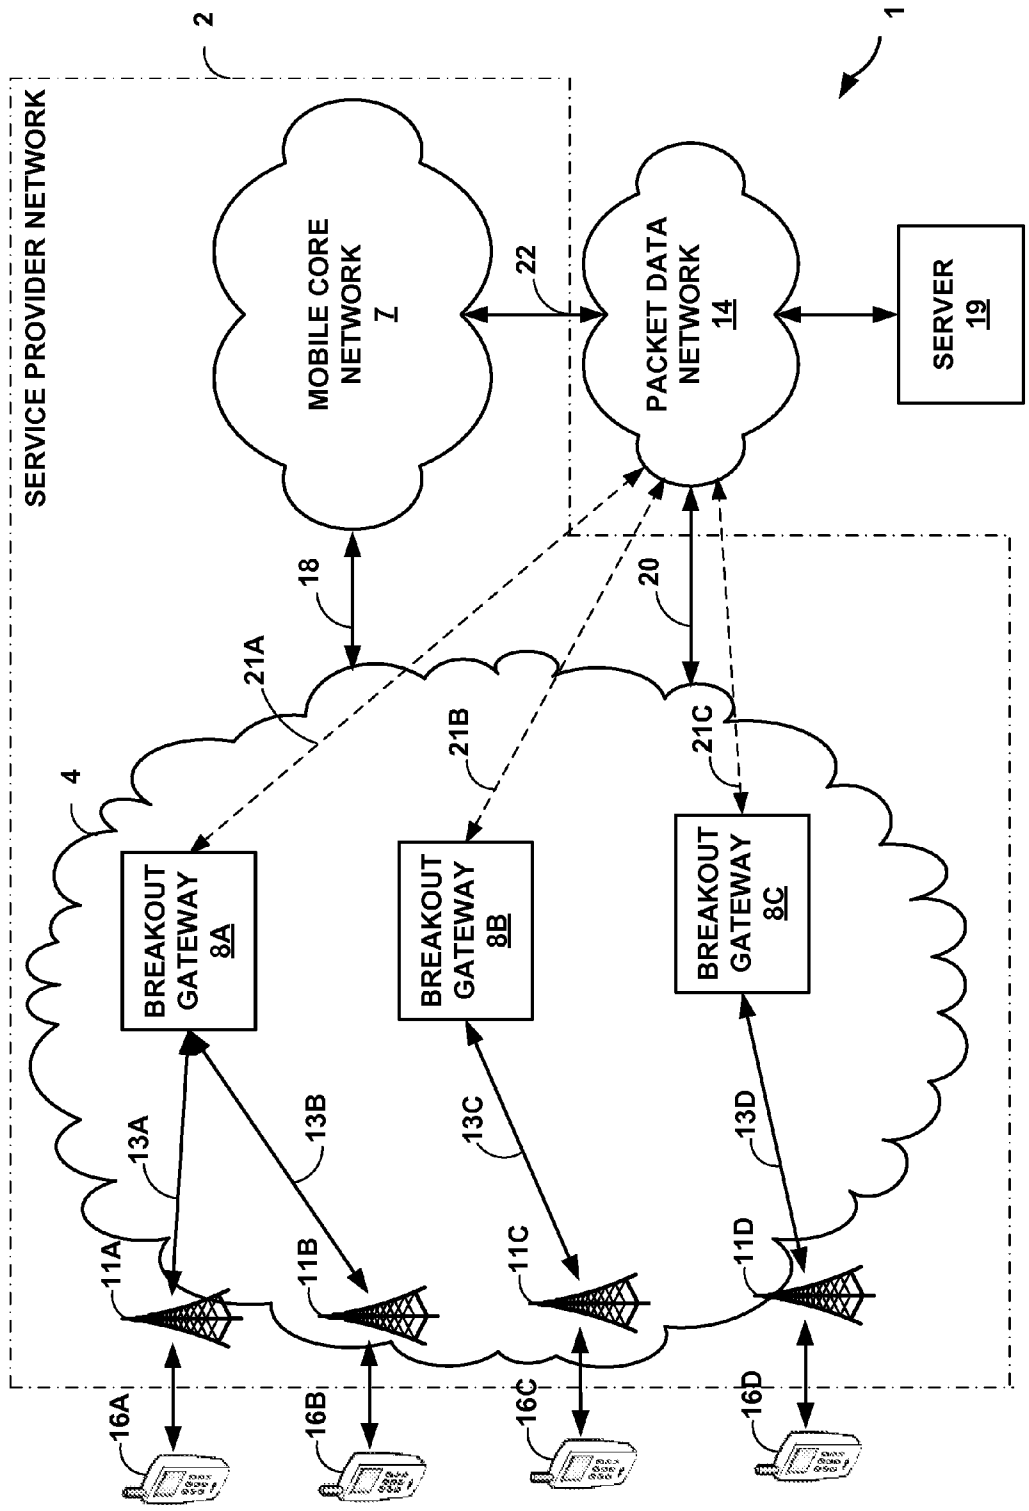 SERVICE PROVIDER NETWORK
2
1
4
MOBILE CORE
NETWORK
7
22
18
PACKET DATA
NETWORK
14
SERVER
19
20
21A
21B
21C
BREAKOUT
GATEWAY
8A
BREAKOUT
GATEWAY
8B
BREAKOUT
GATEWAY
8C
13A
13B
13C
13D
11A
11B
11C
11D
16A
16B
16C
16D